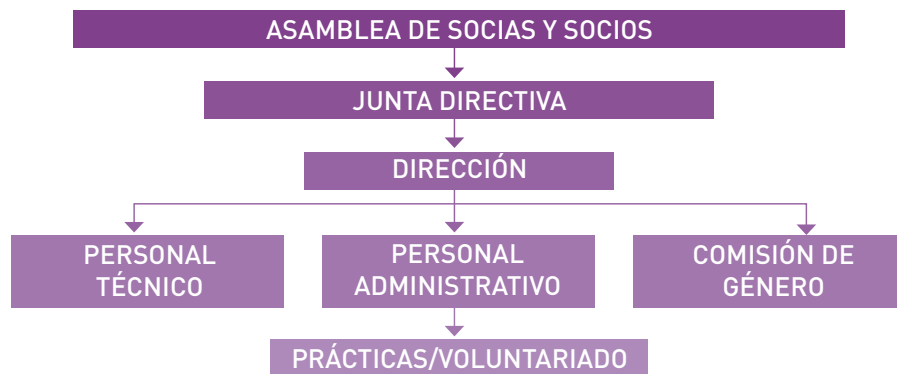 ASAMBLEA DE SOCIAS Y SOCIOS
JUNTA DIRECTIVA
DIRECCIÓN
PERSONAL
TÉCNICO
PERSONAL
ADMINISTRATIVO
COMISIÓN DE
GÉNERO
PRÁCTICAS/VOLUNTARIADO